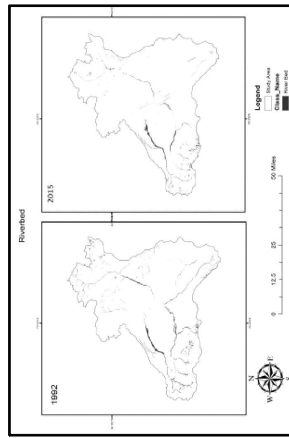 Riverbed
1992
2015
N
W
E
S
0 12.5 25 50 Miles
Legend
Study Area
Class_Name
River Bed